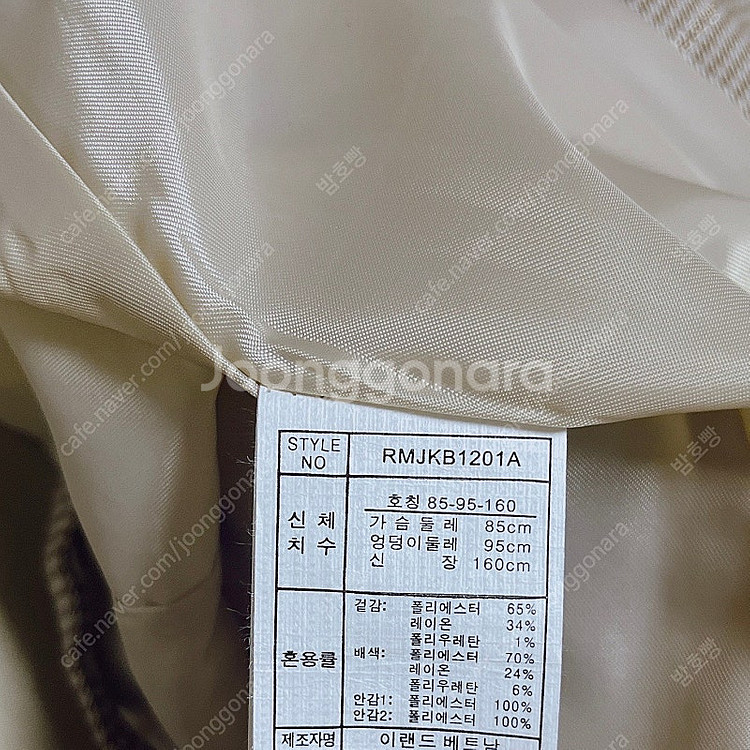 Joonggonara
STYLE NO
RMJKB1201A
신체 치수
호칭 85-95-160
가슴둘레 85cm
엉덩이둘레 95cm
신장 160cm
혼용률
겉감: 폴리에스터 65%
레이온 34%
폴리우레탄 1%
배색: 폴리에스터 70%
레이온 24%
폴리우레탄 6%
안감1: 폴리에스터 100%
안감2: 폴리에스터 100%
제조자명
이랜드 베트남
cafe.naver.com/joonggonara
밤호빵